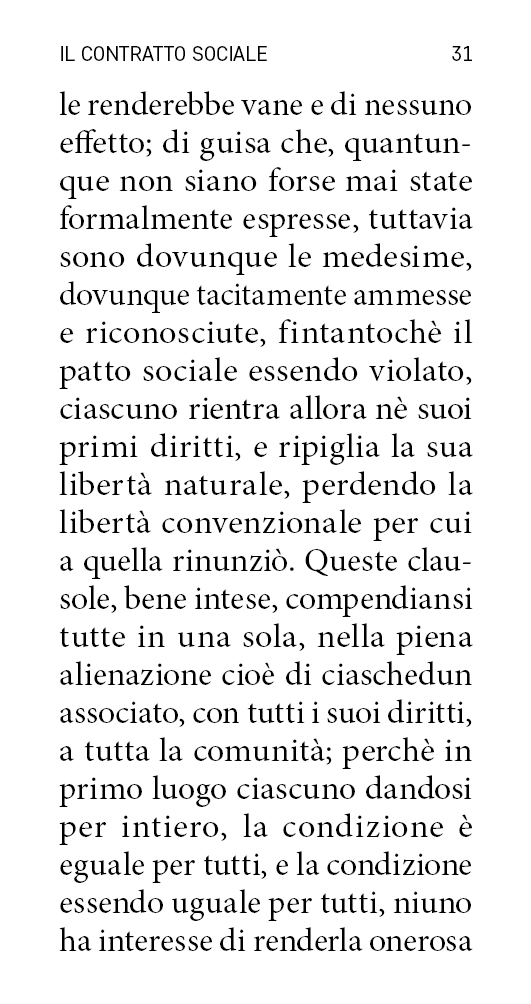 IL CONTRATTO SOCIALE 31
le renderebbe vane e di nessuno
effetto; di guisa che, quantun-
que non siano forse mai state
formalmente espresse, tuttavia
sono dovunque le medesime,
dovunque tacitamente ammesse
e riconosciute, fintantochè il
patto sociale essendo violato,
ciascuno rientra allora nè suoi
primi diritti, e ripiglia la sua
libertà naturale, perdendo la
libertà convenzionale per cui
a quella rinunziò. Queste clau-
sole, bene intese, compendiansi
tutte in una sola, nella piena
alienazione cioè di ciaschedun
associato, con tutti i suoi diritti,
a tutta la comunità; perchè in
primo luogo ciascuno dandosi
per intiero, la condizione è
eguale per tutti, e la condizione
essendo uguale per tutti, niuno
ha interesse di renderla onerosa